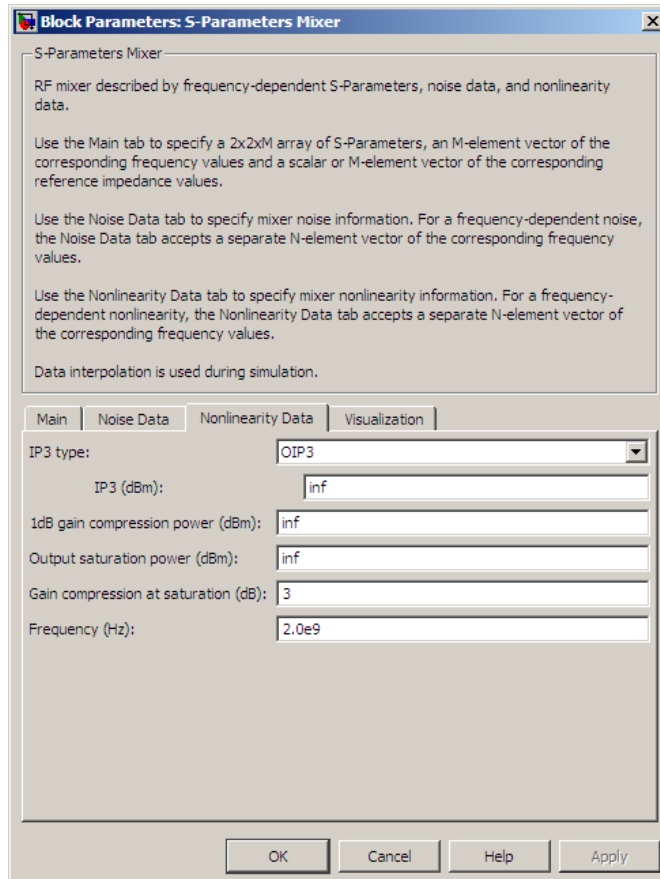 Block Parameters: S-Parameters Mixer
S-Parameters Mixer
RF mixer described by frequency-dependent S-Parameters, noise data, and nonlinearity
data.
Use the Main tab to specify a 2x2xM array of S-Parameters, an M-element vector of the
corresponding frequency values and a scalar or M-element vector of the corresponding
reference impedance values.
Use the Noise Data tab to specify mixer noise information. For a frequency-dependent noise,
the Noise Data tab accepts a separate N-element vector of the corresponding frequency
values.
Use the Nonlinearity Data tab to specify mixer nonlinearity information. For a frequency-
dependent nonlinearity, the Nonlinearity Data tab accepts a separate N-element vector of
the corresponding frequency values.
Data interpolation is used during simulation.
Main Noise Data Nonlinearity Data Visualization
IP3 type: OIP3
IP3 (dBm): inf
1dB gain compression power (dBm): inf
Output saturation power (dBm): inf
Gain compression at saturation (dB): 3
Frequency (Hz): 2.0e9
OK Cancel Help Apply